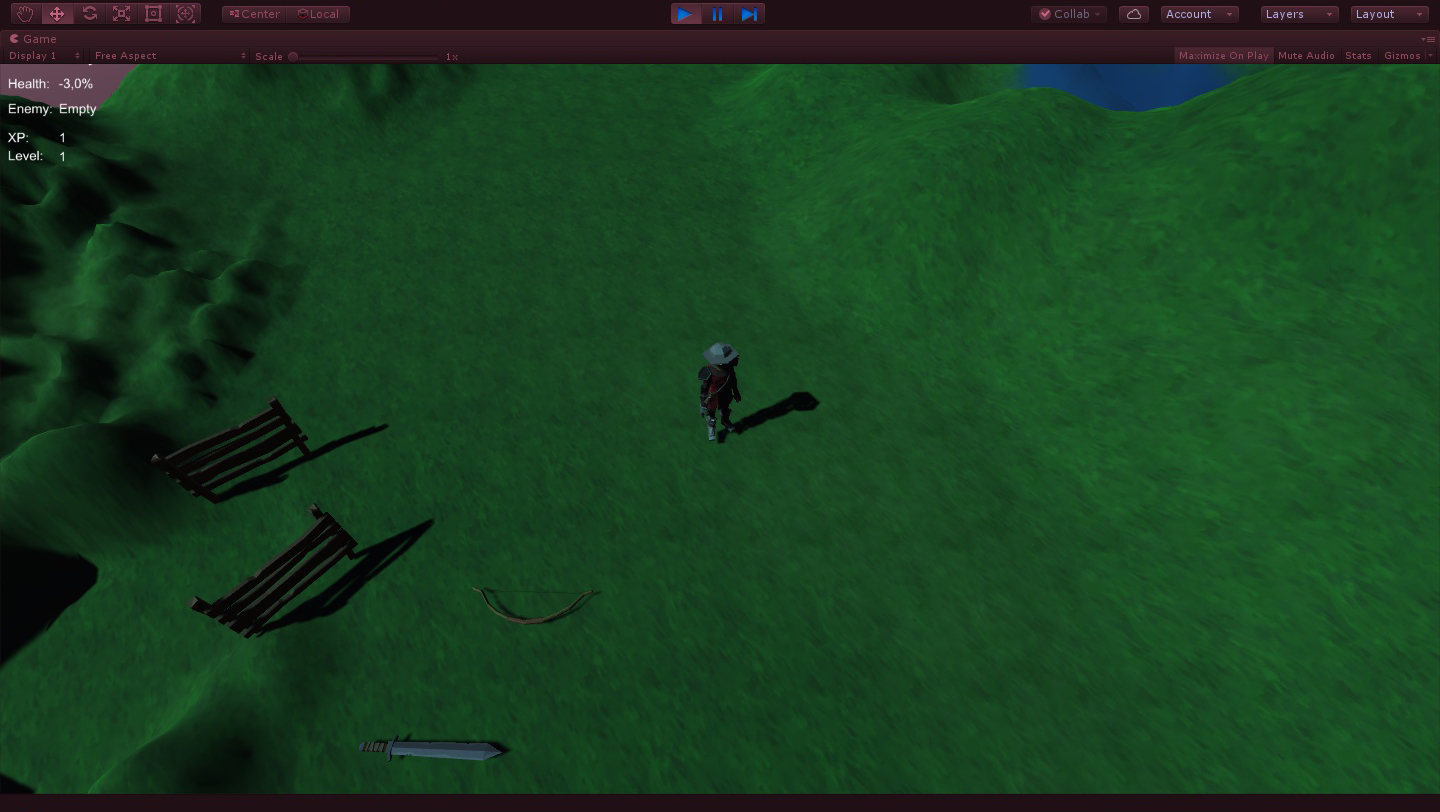 Center Local Collab Account Layers Layout
Game
Display 1 Free Aspect Scale 1x Maximize On Play Mute Audio Stats Gizmos
Health: -3,0%
Enemy: Empty
XP: 1
Level: 1